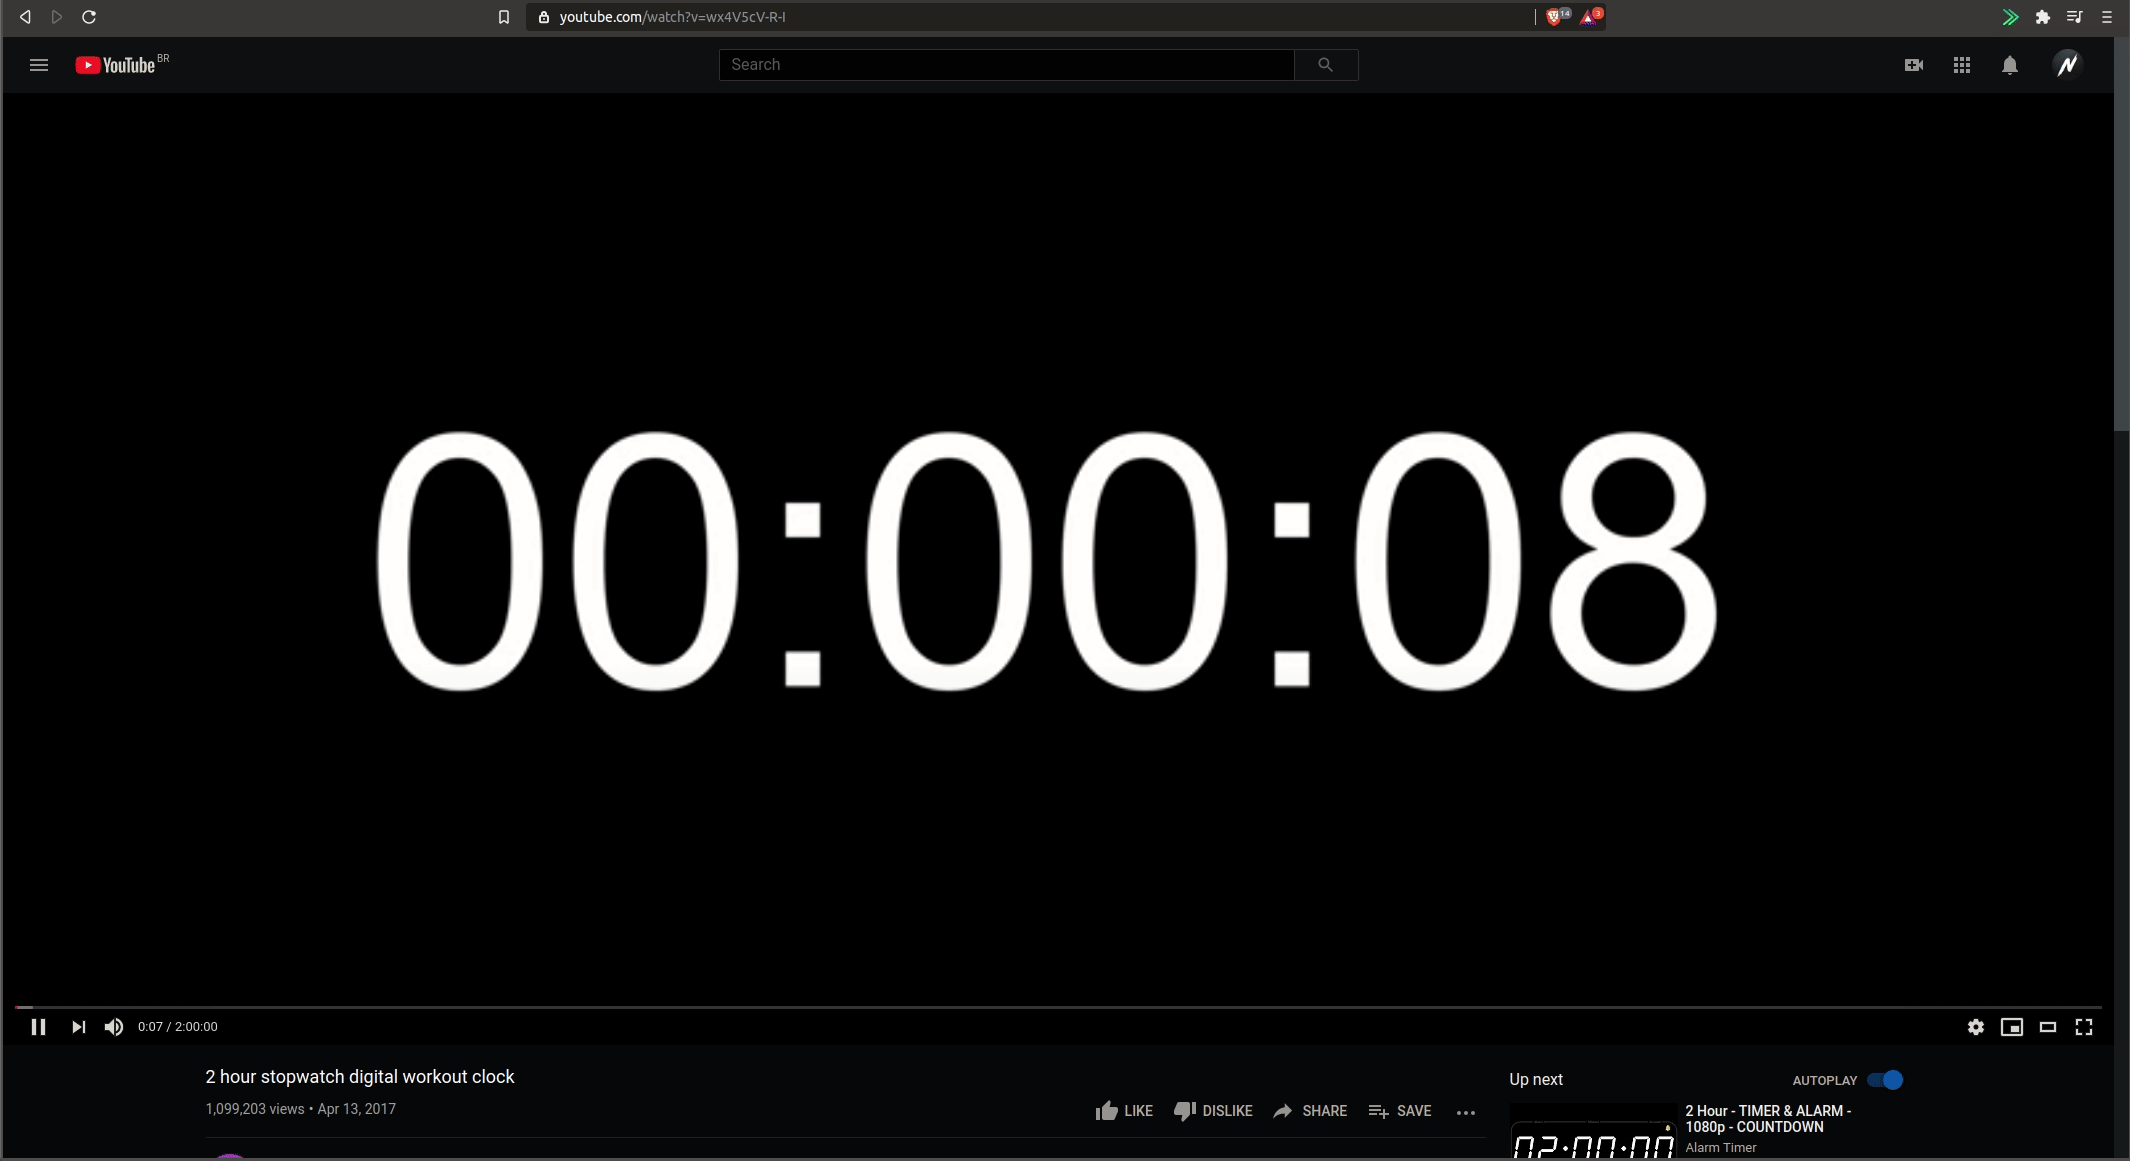 youtube.com/watch?v=wx4V5cV-R-I
14
3
YouTube BR
Search
00:00:08
0:07 / 2:00:00
2 hour stopwatch digital workout clock
1,099,203 views • Apr 13, 2017
LIKE
DISLIKE
SHARE
SAVE
Up next
AUTOPLAY
02:00:00
2 Hour - TIMER & ALARM -
1080p - COUNTDOWN
Alarm Timer